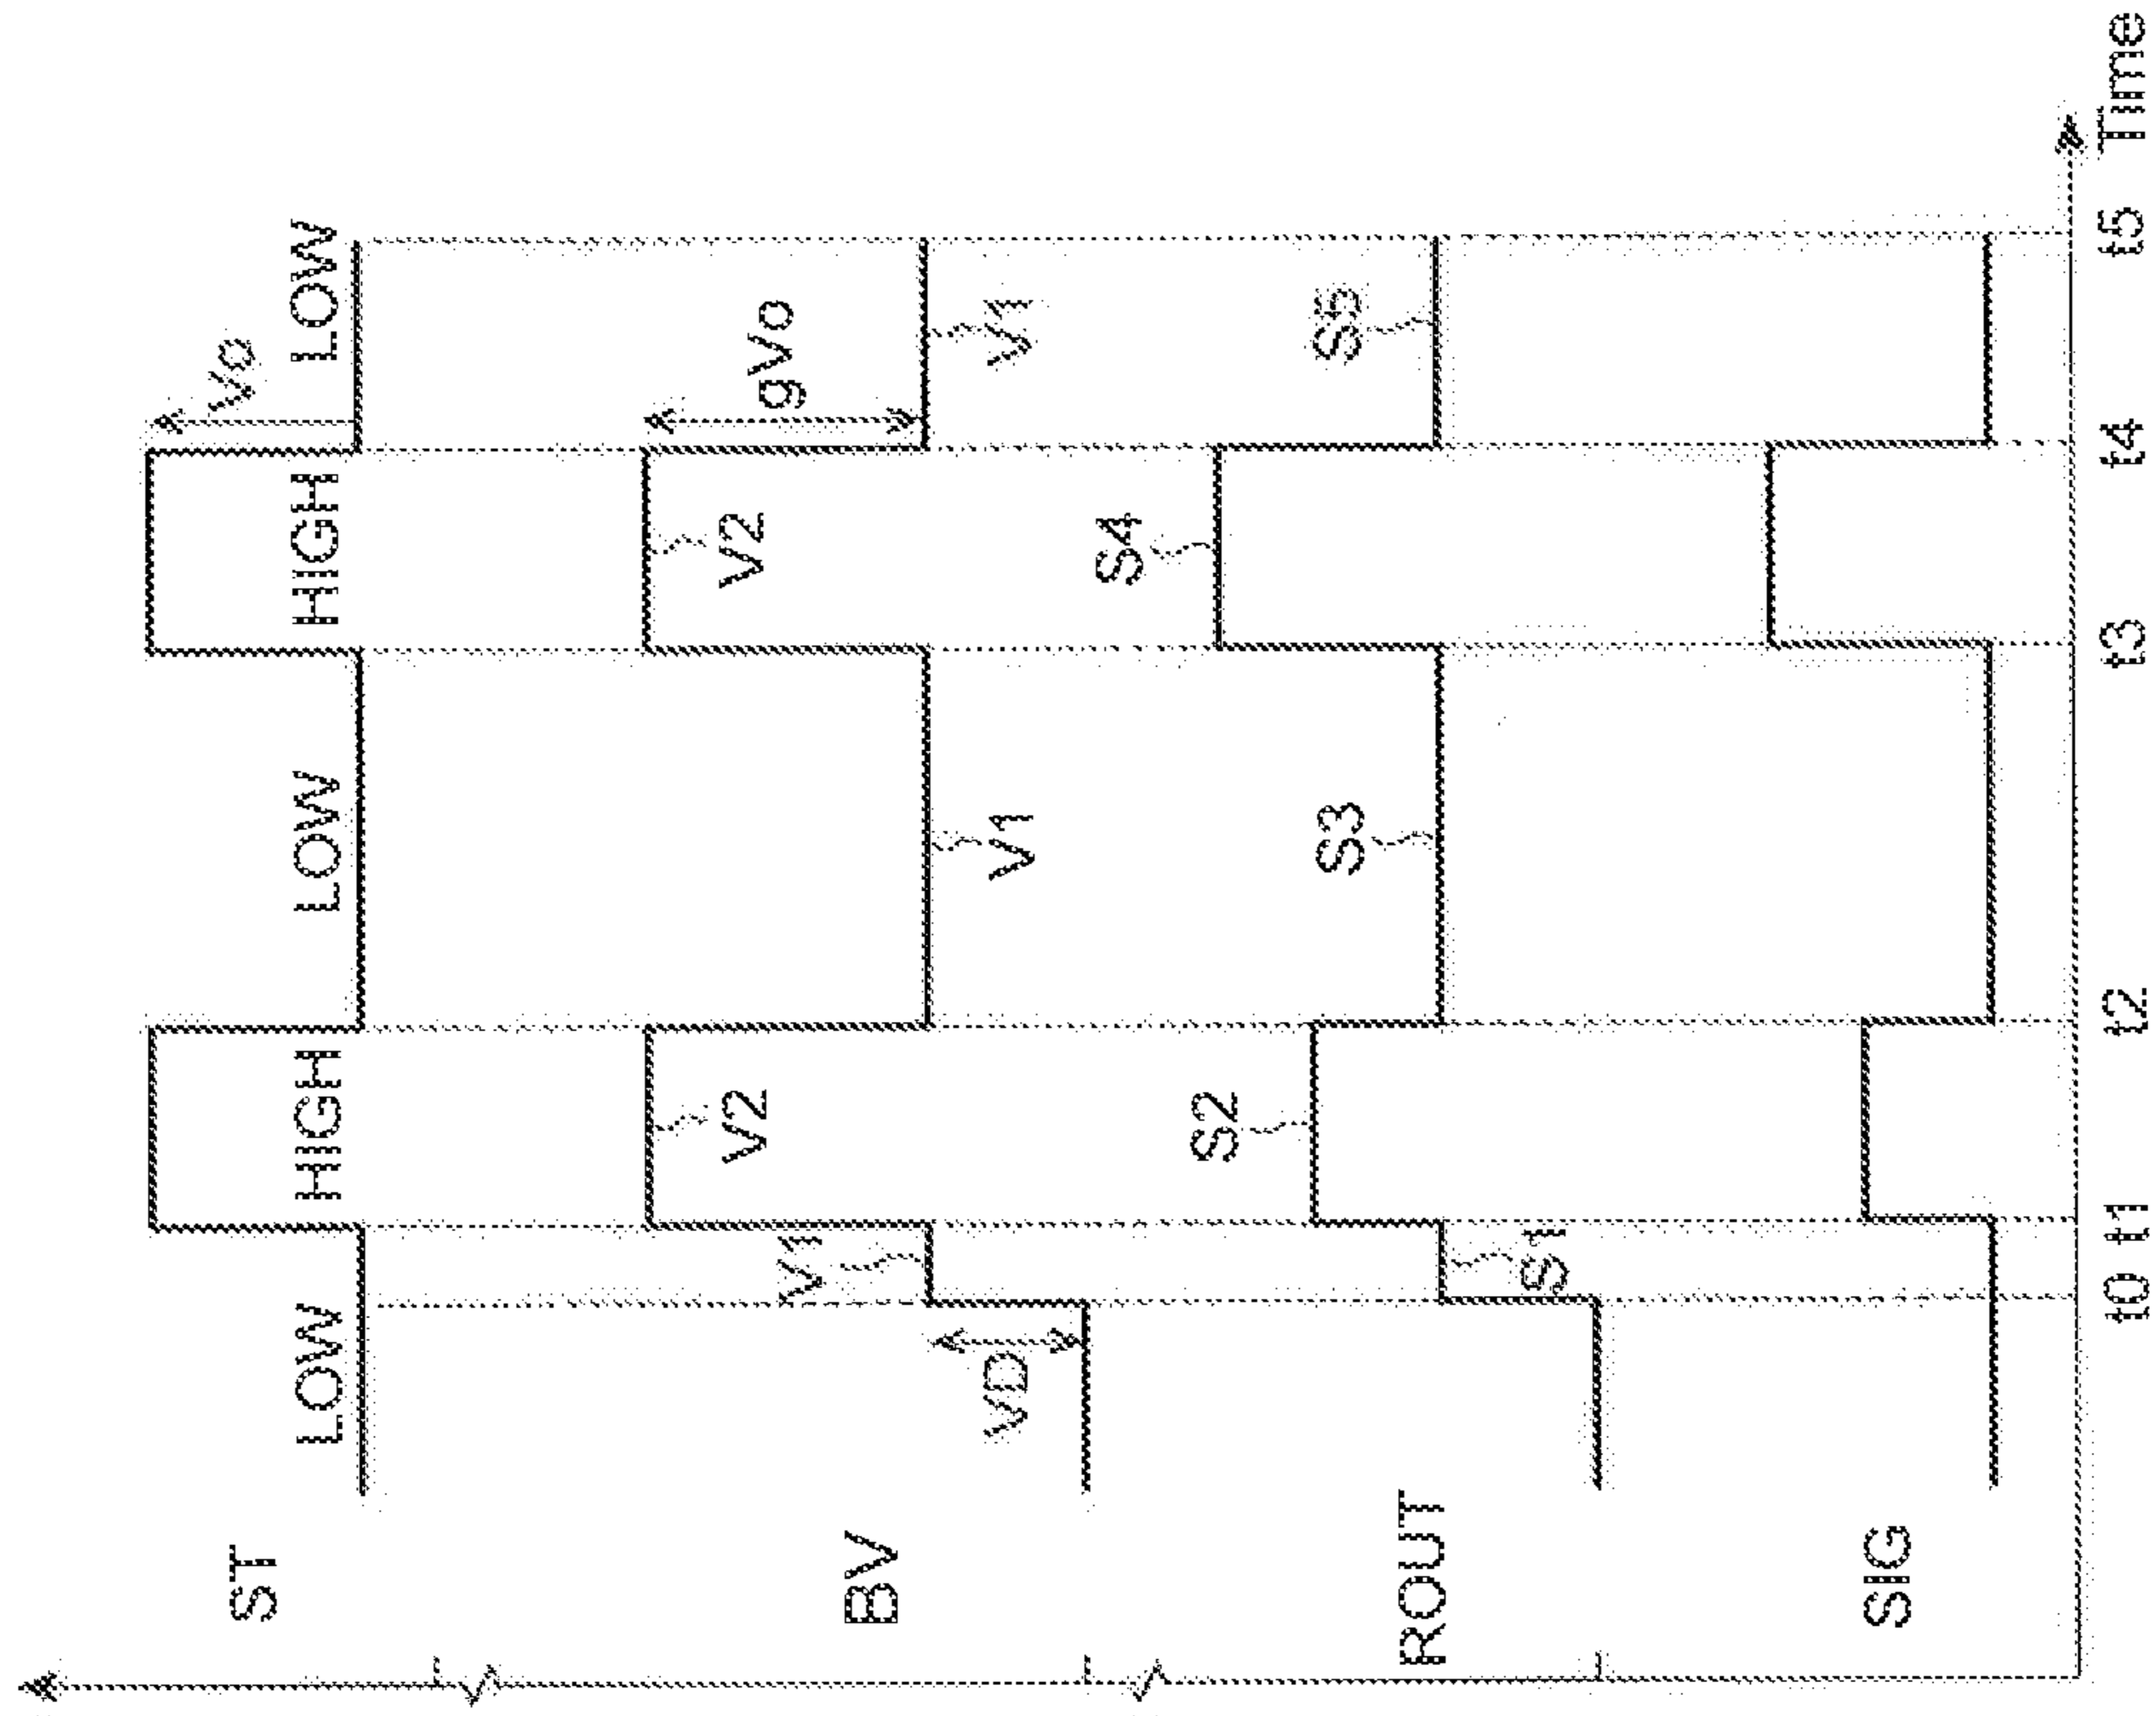 ST
LOW
HIGH
LOW
HIGH
LOW
Vo
BV
VD
V1
V2
V1
V2
gVo
V1
ROUT
S1
S2
S3
S4
S5
SIG
t0
t1
t2
t3
t4
t5
Time